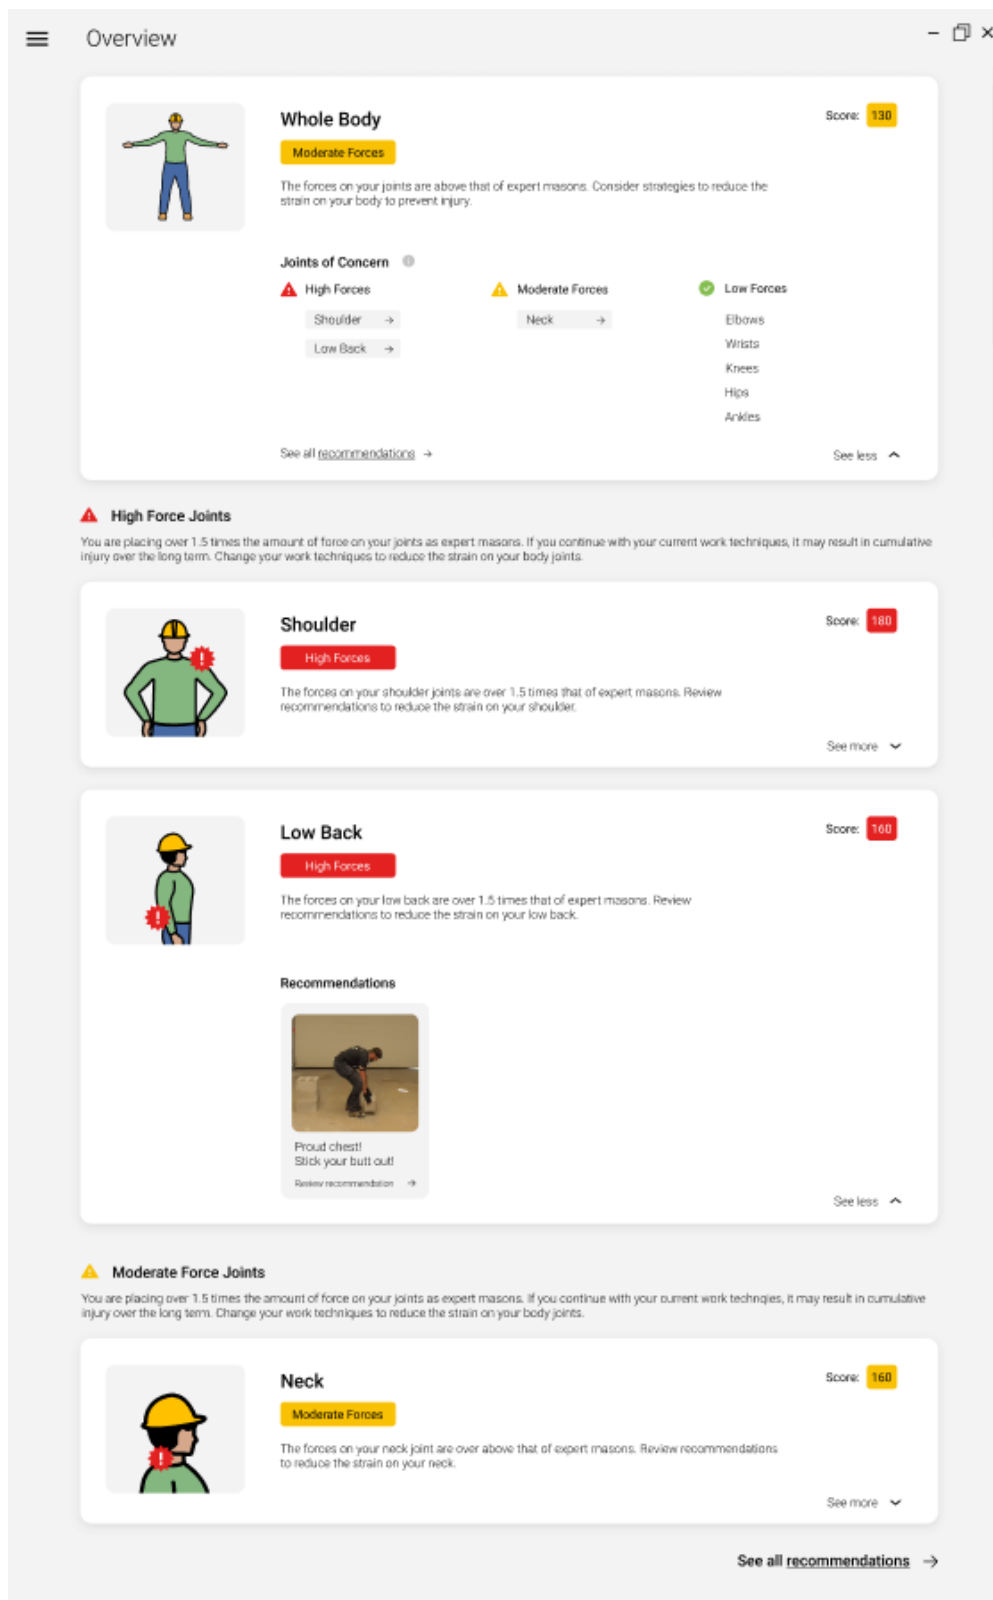 Overview
Whole Body
Score: 130
Moderate Forces
The forces on your joints are above that of expert masons. Consider strategies to reduce the
strain on your body to prevent injury.
Joints of Concern
High Forces
Shoulder
Low Back
Moderate Forces
Neck
Low Forces
Elbows
Wrists
Knees
Hips
Ankles
See all recommendations
See less
High Force Joints
You are placing over 1.5 times the amount of force on your joints as expert masons. If you continue with your current work techniques, it may result in cumulative
injury over the long term. Change your work techniques to reduce the strain on your body joints.
Shoulder
Score: 180
High Forces
The forces on your shoulder joints are over 1.5 times that of expert masons. Review
recommendations to reduce the strain on your shoulder.
See more
Low Back
Score: 160
High Forces
The forces on your low back are over 1.5 times that of expert masons. Review
recommendations to reduce the strain on your low back.
Recommendations
Proud chest!
Stick your butt out!
Review recommendation
See less
Moderate Force Joints
You are placing over 1.5 times the amount of force on your joints as expert masons. If you continue with your current work technqies, it may result in cumulative
injury over the long term. Change your work techniques to reduce the strain on your body joints.
Neck
Score: 160
Moderate Forces
The forces on your neck joint are over above that of expert masons. Review recommendations
to reduce the strain on your neck.
See more
See all recommendations